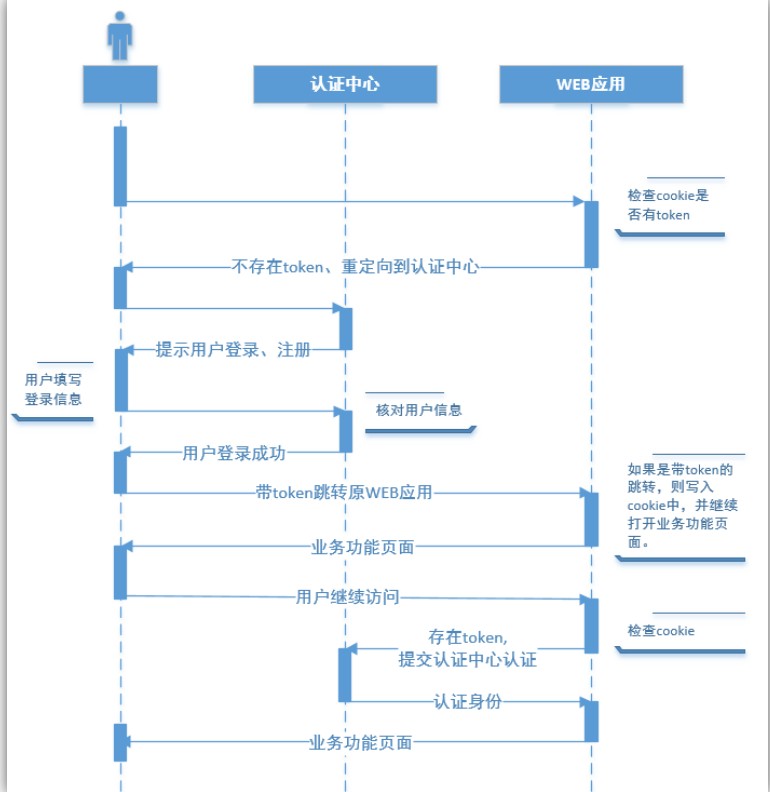 认证中心
WEB应用
检查cookie是
否有token
不存在token、重定向到认证中心
提示用户登录、注册
用户填写
登录信息
核对用户信息
用户登录成功
如果是带token的
跳转，则写入
cookie中，并继续
打开业务功能页
面。
带token跳转原WEB应用
业务功能页面
用户继续访问
检查cookie
存在token,
提交认证中心认证
认证身份
业务功能页面